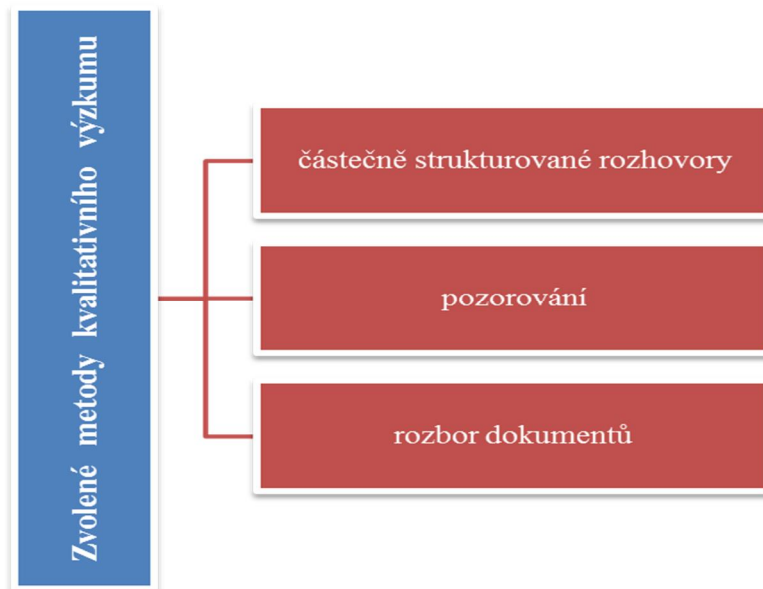 Zvolené metody kvalitativního výzkumu
částečně strukturované rozhovory
pozorování
rozbor dokumentů